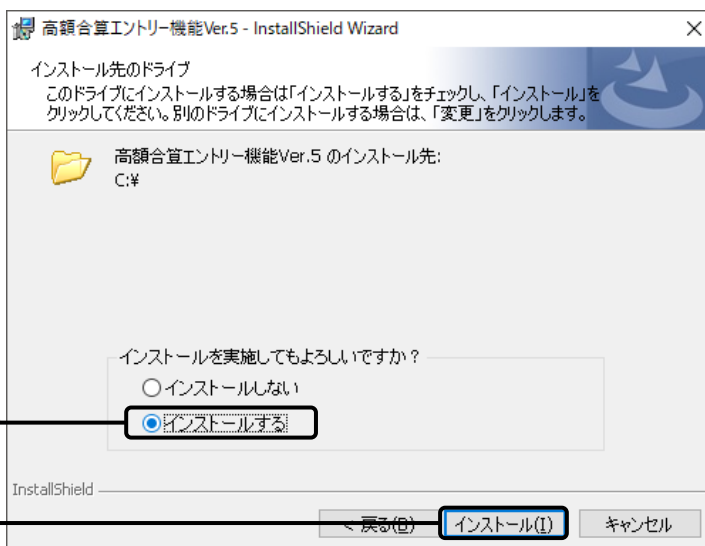 高額合算エントリー機能Ver.5 - InstallShield Wizard
インストール先のドライブ
このドライブにインストールする場合は「インストールする」をチェックし、「インストール」を
クリックしてください。別のドライブにインストールする場合は、「変更」をクリックします。
高額合算エントリー機能Ver.5 のインストール先:
C:¥
インストールを実施してもよろしいですか？
インストールしない
インストールする
InstallShield
< 戻る(B) インストール(I) キャンセル